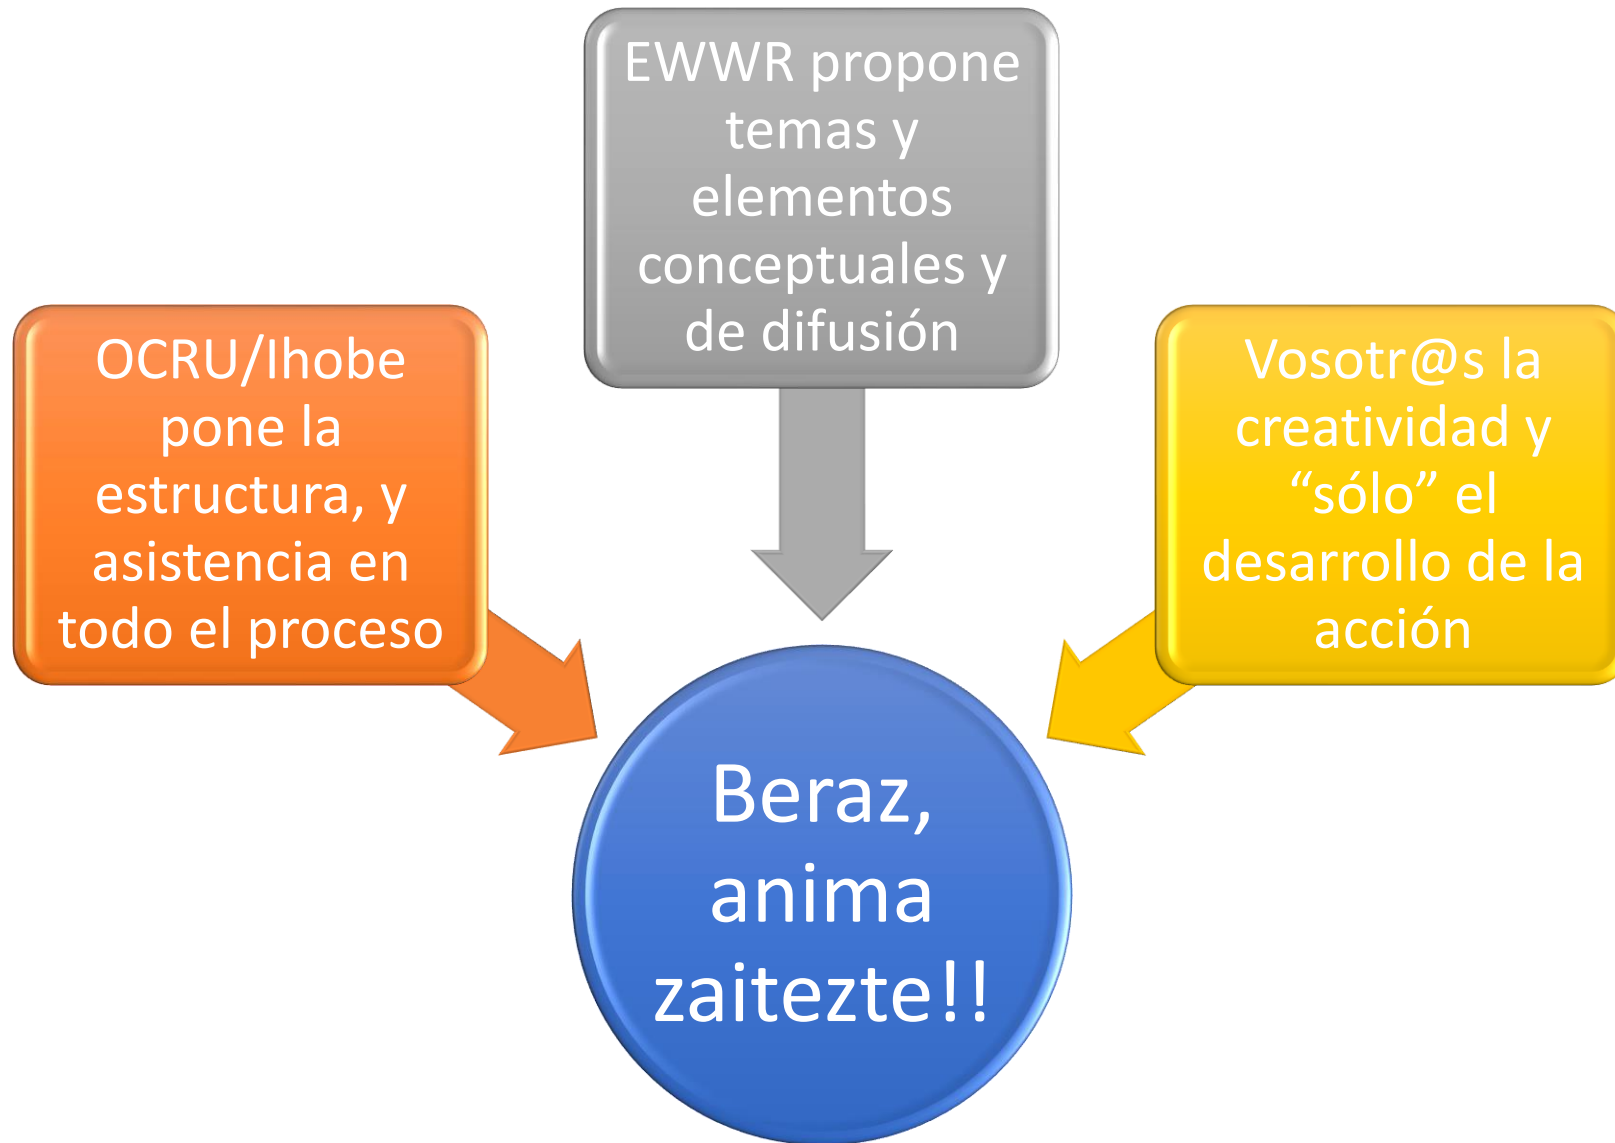 OCRU/Ihobe
pone la
estructura, y
asistencia en
todo el proceso
EWWR propone
temas y
elementos
conceptuales y
de difusión
Vosotr@s la
creatividad y
“sólo” el
desarrollo de la
acción
Beraz,
anima
zaitezte!!